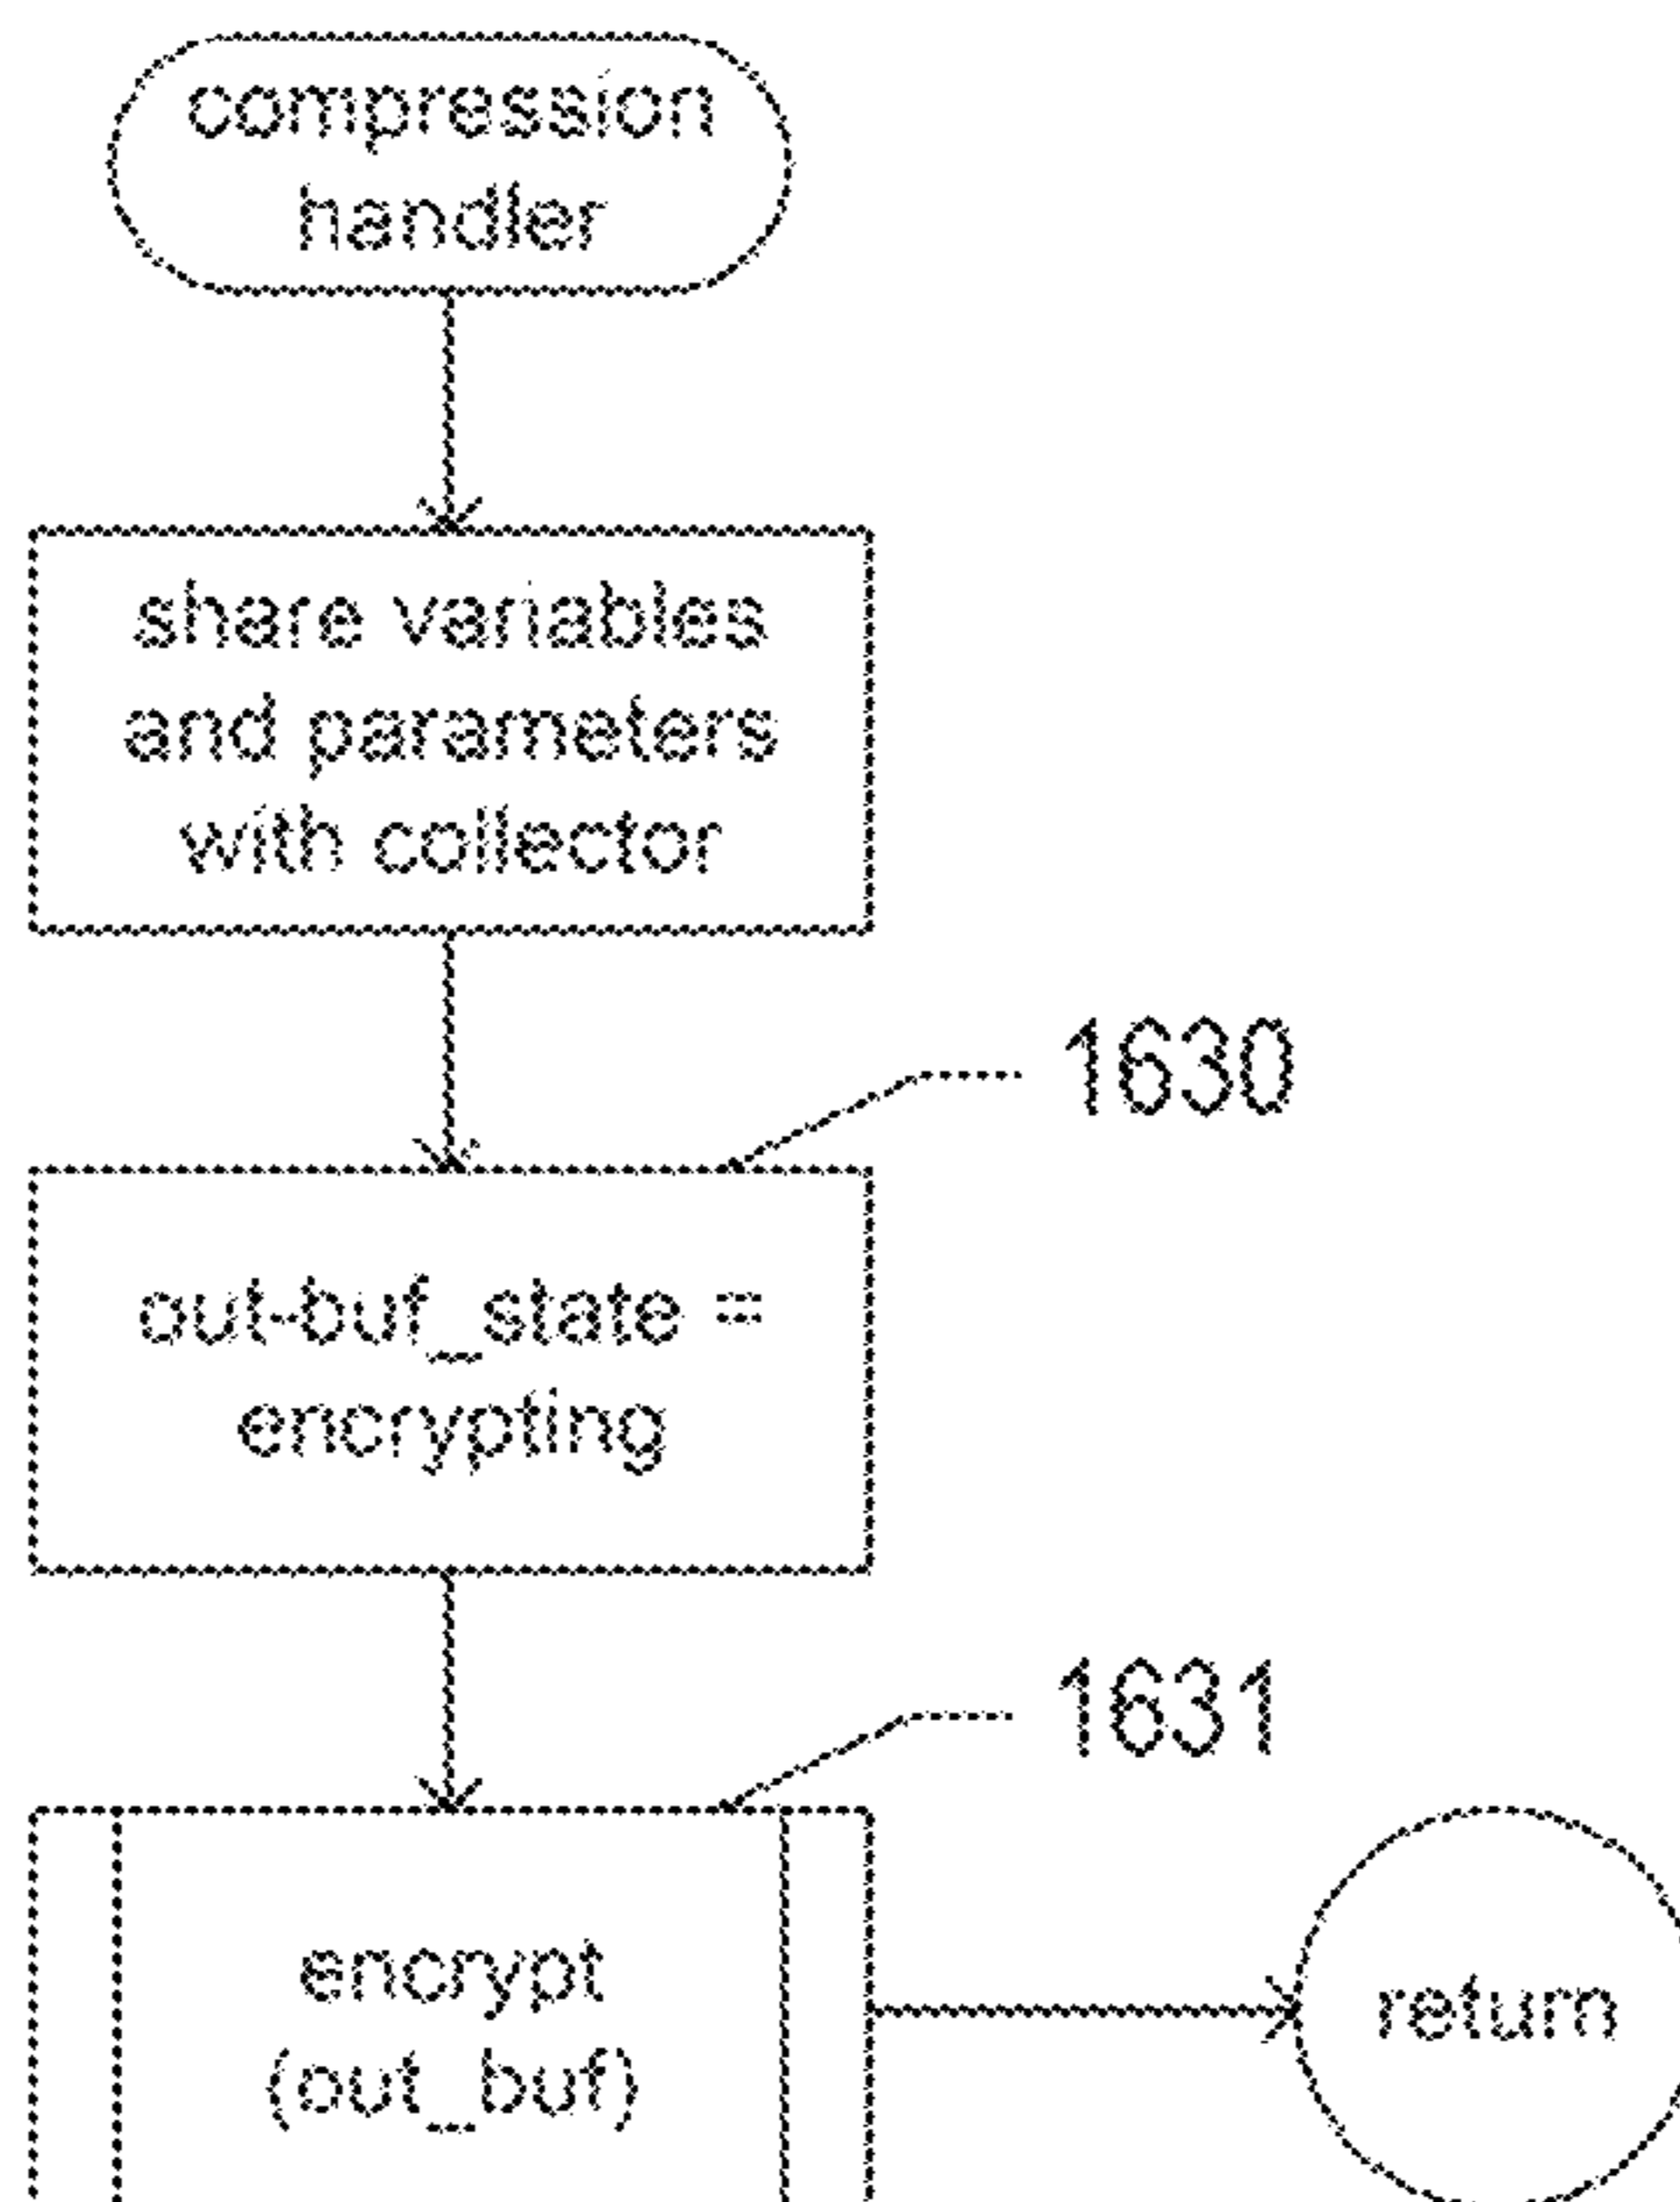 compression
handler
share variables
and parameters
with collector
1630
out-buf_state =
encrypting
1631
encrypt
(out_buf)
return